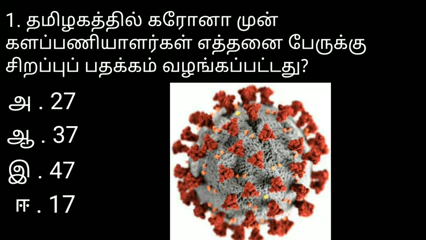 1. தமிழகத்தில் கரோனா முன்
களப்பணியாளர்கள் எத்தனை பேருக்கு
சிறப்புப் பதக்கம் வழங்கப்பட்டது?
அ . 27
ஆ . 37
இ . 47
ஈ . 17